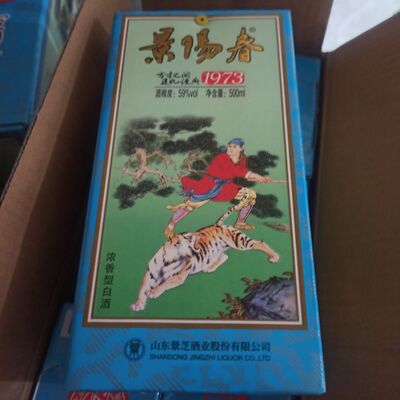 景陽春®
1973
酒精度：59%vol 净含量：500ml
浓香型白酒
山东景芝酒业股份有限公司
SHANDONG JINGZHI LIQUOR CO.,LTD